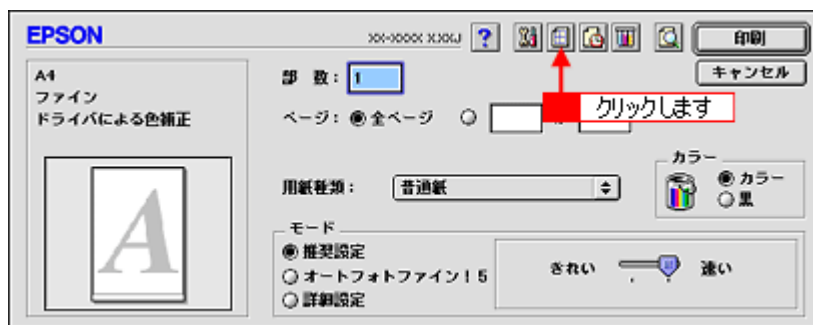 EPSON
XX-XXXX X.XXJ
?
印刷
キャンセル
A4
ファイン
ドライバによる色補正
A
部 数: 1
ページ: 全ページ
クリックします
用紙種類: 普通紙
カラー
カラー
黒
モード
推奨設定
オートフォトファイン!5
詳細設定
きれい
速い